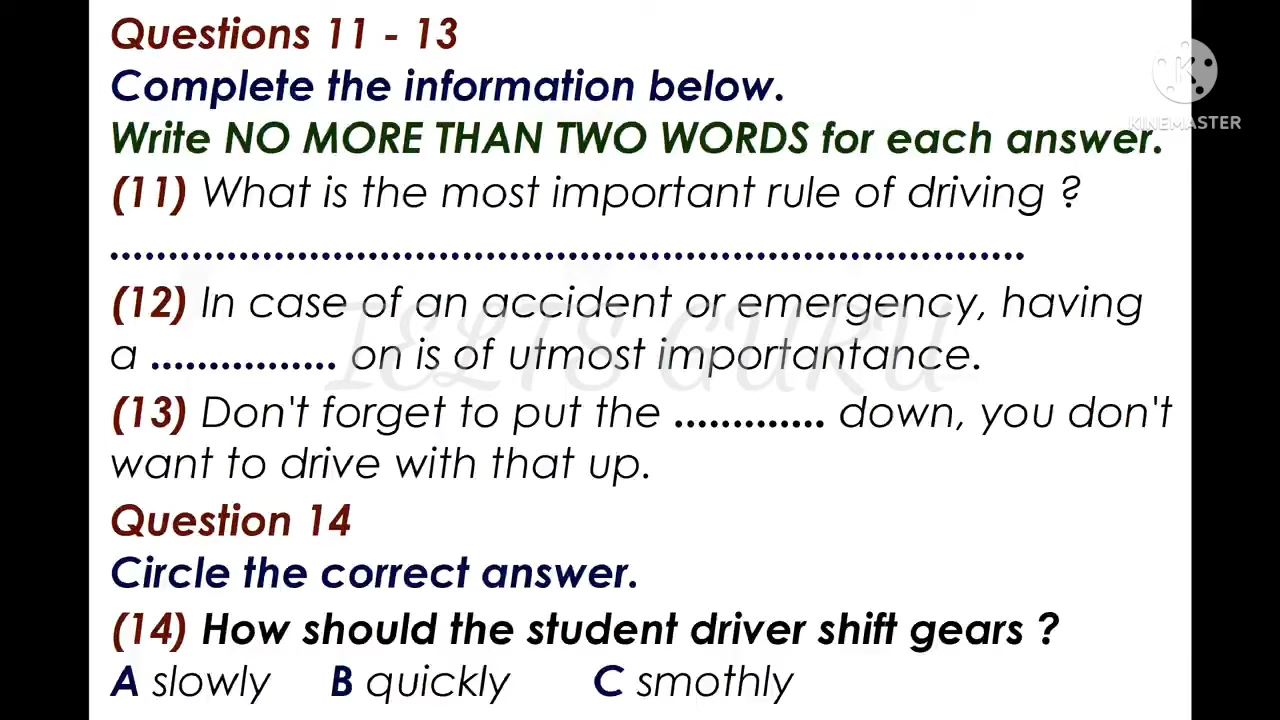 Questions 11 - 13
Complete the information below.
KINEMASTER
Write NO MORE THAN TWO WORDS for each answer.
(11) What is the most important rule of driving ?
...............................................................................
(12) In case of an accident or emergency, having
a ................ on is of utmost importantance.
IELTS GURU
(13) Don't forget to put the ............. down, you don't
want to drive with that up.
Question 14
Circle the correct answer.
(14) How should the student driver shift gears ?
A slowly B quickly C smothly